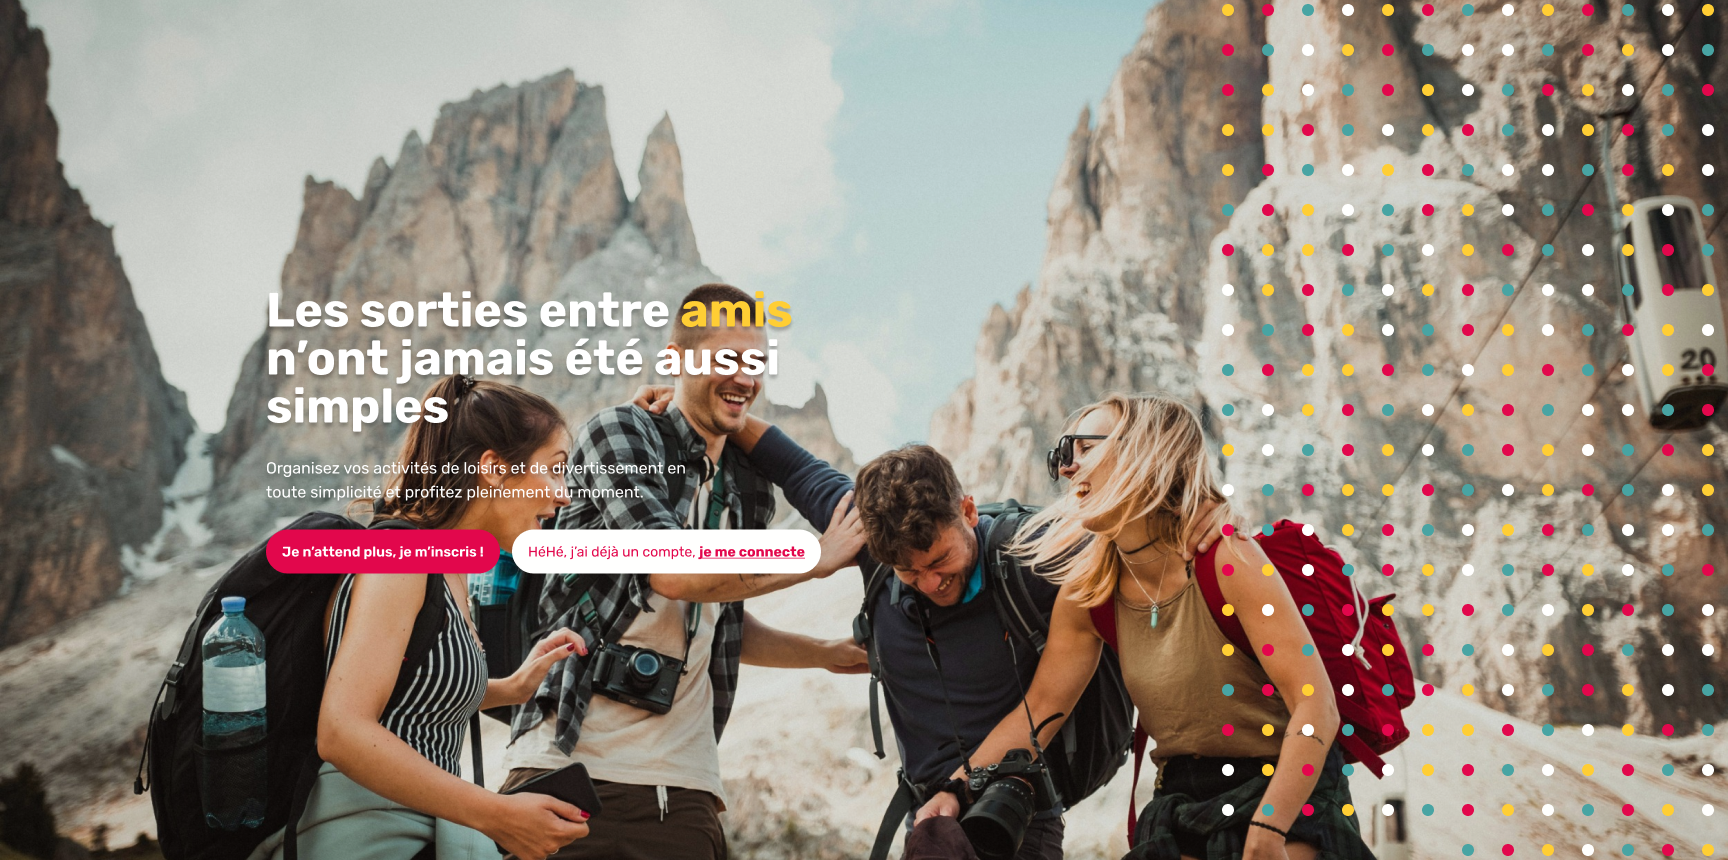 Les sorties entre amis
n’ont jamais été aussi
simples
Organisez vos activités de loisirs et de divertissement en
toute simplicité et profitez pleinement du moment.
Je n’attend plus, je m’inscris !
HéHé, j’ai déjà un compte, je me connecte
20